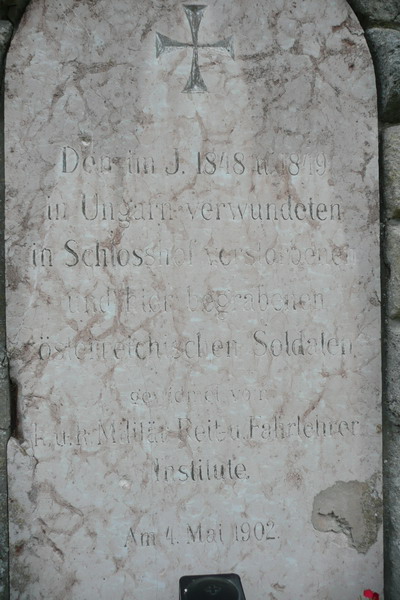 Den im J. 1848 u. 1849
in Ungarn verwundeten
in Schlosshof verstorbenen
und hier begrabenen
österreichischen Soldaten
gewidmet vom
k.u.k. Militär-Reit-u. Fahrlehrer
Institute.
Am 4. Mai 1902.